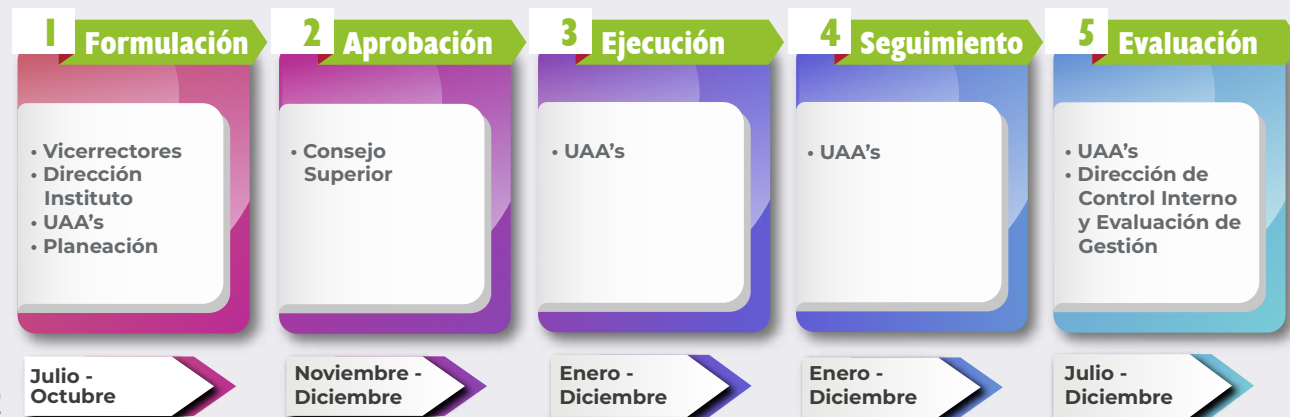 1 Formulación
• Vicerrectores
• Dirección
Instituto
• UAA's
• Planeación
Julio -
Octubre
2 Aprobación
• Consejo
Superior
Noviembre -
Diciembre
3 Ejecución
• UAA's
Enero -
Diciembre
4 Seguimiento
• UAA's
Enero -
Diciembre
5 Evaluación
• UAA's
• Dirección de
Control Interno
y Evaluación de
Gestión
Julio -
Diciembre